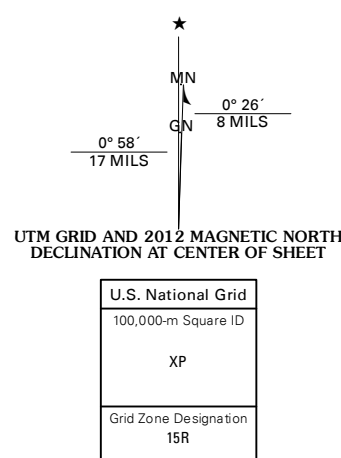 ★
MN
0° 26´
8 MILS
GN
0° 58´
17 MILS
UTM GRID AND 2012 MAGNETIC NORTH
DECLINATION AT CENTER OF SHEET
U.S. National Grid
100,000-m Square ID
XP
Grid Zone Designation
15R